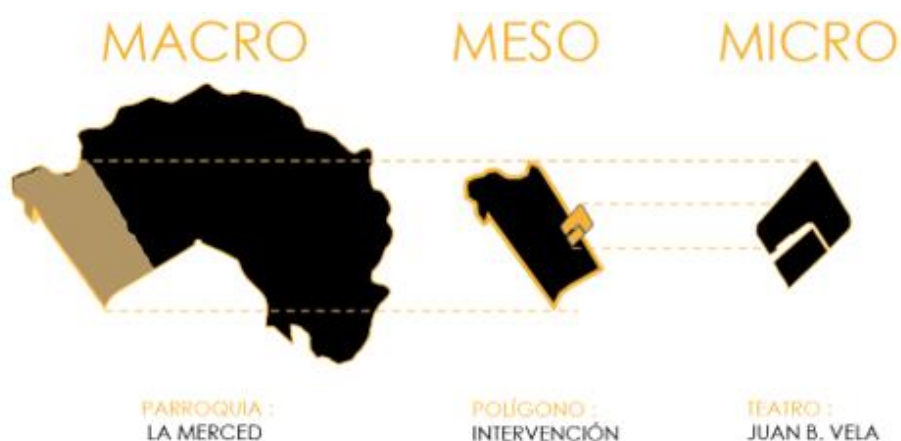 MACRO MESO MICRO
PARROQUIA : POLÍGONO : TEATRO :
LA MERCED INTERVENCIÓN JUAN B. VELA